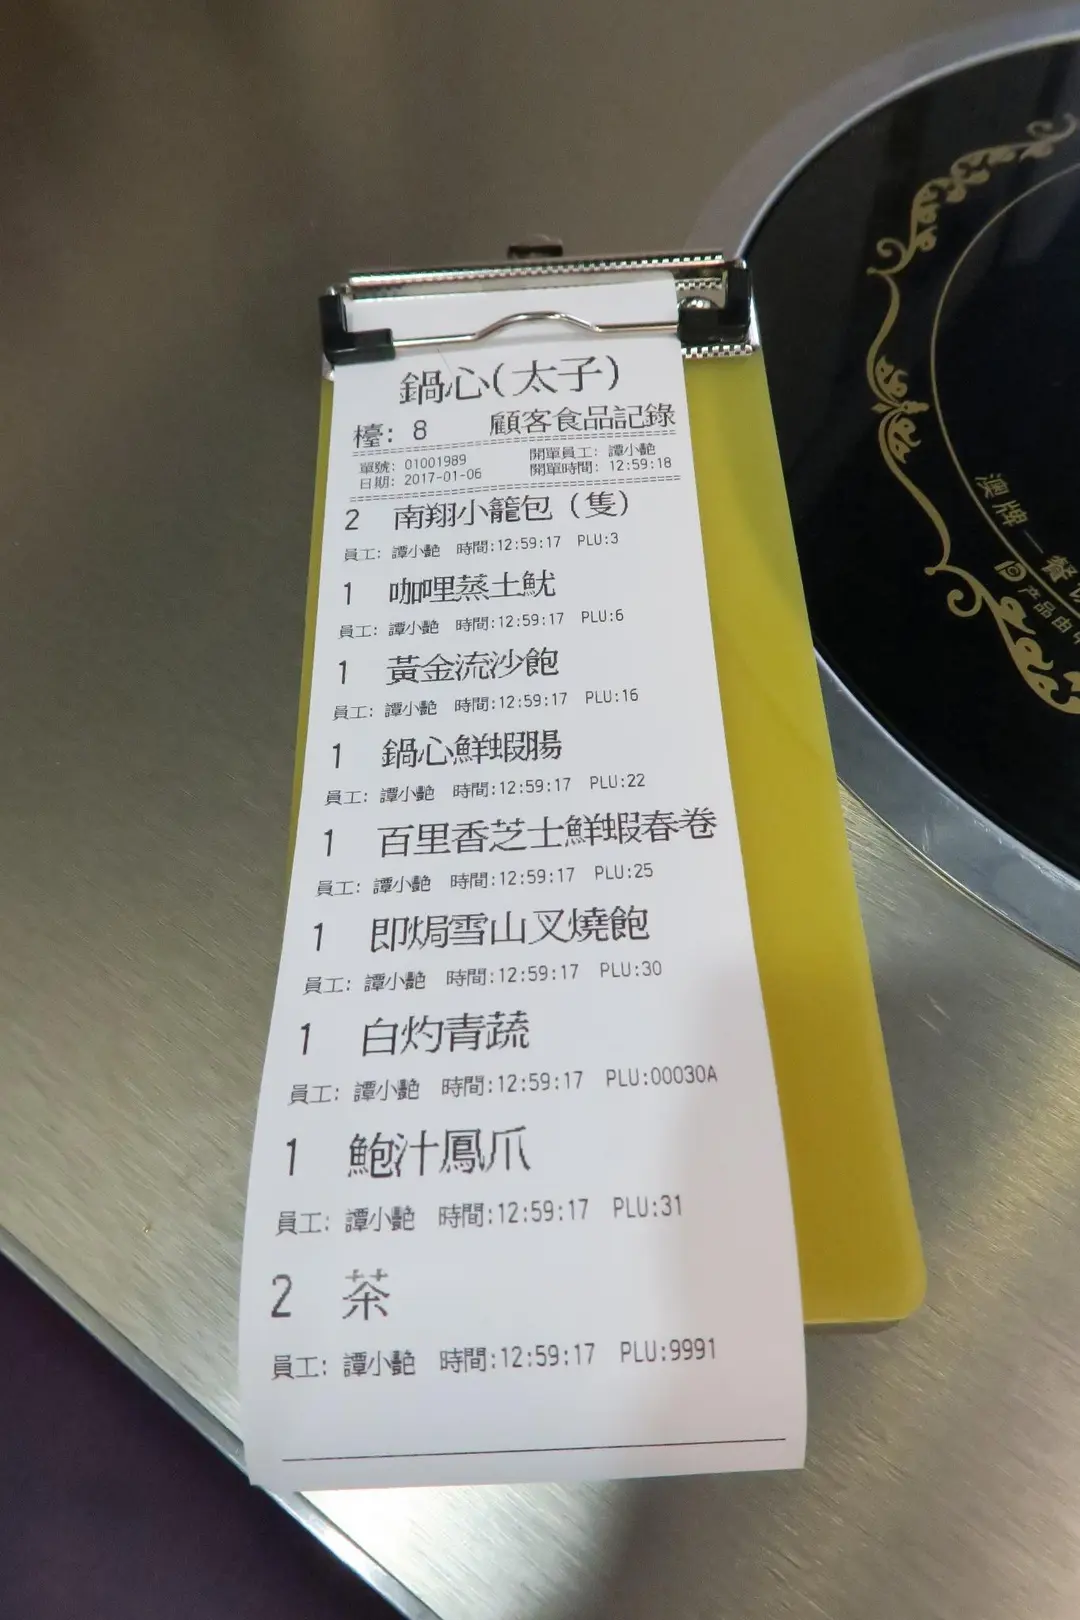 鍋心(太子)
檯: 8 顧客食品記錄
單號: 01001989 開單員工: 譚小艷
日期: 2017-01-06 開單時間: 12:59:18
2 南翔小籠包（隻）
員工: 譚小艷 時間:12:59:17 PLU:3
1 咖哩蒸土魷
員工: 譚小艷 時間:12:59:17 PLU:6
1 黃金流沙飽
員工: 譚小艷 時間:12:59:17 PLU:16
1 鍋心鮮蝦腸
員工: 譚小艷 時間:12:59:17 PLU:22
1 百里香芝士鮮蝦春卷
員工: 譚小艷 時間:12:59:17 PLU:25
1 即焗雪山叉燒飽
員工: 譚小艷 時間:12:59:17 PLU:30
1 白灼青蔬
員工: 譚小艷 時間:12:59:17 PLU:00030A
1 鮑汁鳳爪
員工: 譚小艷 時間:12:59:17 PLU:31
2 茶
員工: 譚小艷 時間:12:59:17 PLU:9991
澳牌一餐
产品由